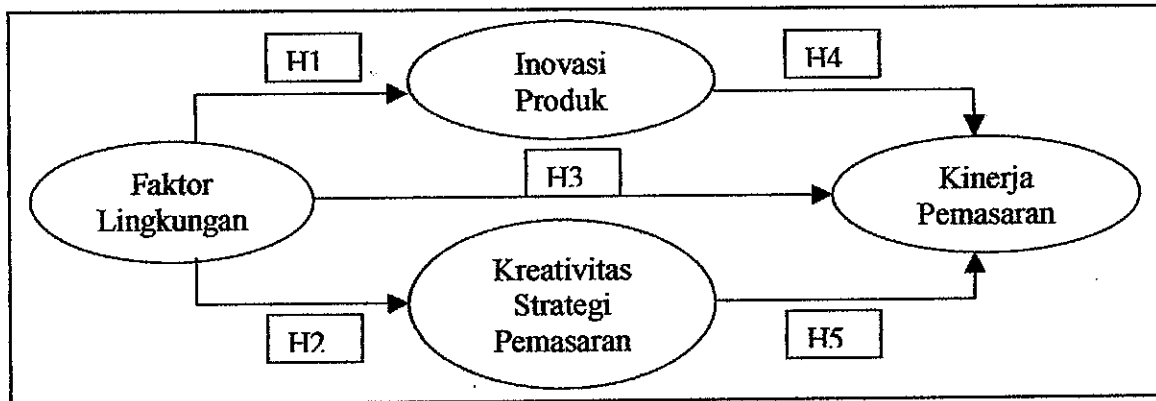 H1
Inovasi
Produk
H4
Faktor
Lingkungan
H3
Kinerja
Pemasaran
H2
Kreativitas
Strategi
Pemasaran
H5